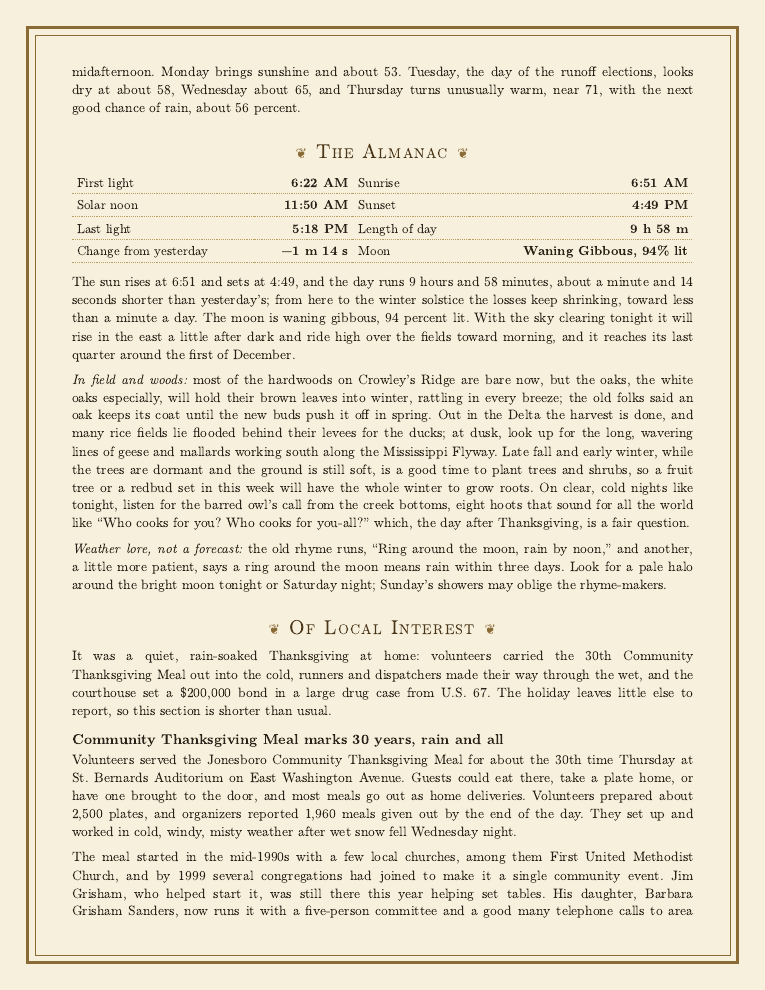 midafternoon. Monday brings sunshine and about 53. Tuesday, the day of the runoff elections, looks
dry at about 58, Wednesday about 65, and Thursday turns unusually warm, near 71, with the next
good chance of rain, about 56 percent.
❦ The Almanac ❦
First light 6:22 AM Sunrise 6:51 AM
Solar noon 11:50 AM Sunset 4:49 PM
Last light 5:18 PM Length of day 9 h 58 m
Change from yesterday −1 m 14 s Moon Waning Gibbous, 94% lit
The sun rises at 6:51 and sets at 4:49, and the day runs 9 hours and 58 minutes, about a minute and 14
seconds shorter than yesterday's; from here to the winter solstice the losses keep shrinking, toward less
than a minute a day. The moon is waning gibbous, 94 percent lit. With the sky clearing tonight it will
rise in the east a little after dark and ride high over the fields toward morning, and it reaches its last
quarter around the first of December.
In field and woods: most of the hardwoods on Crowley's Ridge are bare now, but the oaks, the white
oaks especially, will hold their brown leaves into winter, rattling in every breeze; the old folks said an
oak keeps its coat until the new buds push it off in spring. Out in the Delta the harvest is done, and
many rice fields lie flooded behind their levees for the ducks; at dusk, look up for the long, wavering
lines of geese and mallards working south along the Mississippi Flyway. Late fall and early winter, while
the trees are dormant and the ground is still soft, is a good time to plant trees and shrubs, so a fruit
tree or a redbud set in this week will have the whole winter to grow roots. On clear, cold nights like
tonight, listen for the barred owl's call from the creek bottoms, eight hoots that sound for all the world
like “Who cooks for you? Who cooks for you-all?” which, the day after Thanksgiving, is a fair question.
Weather lore, not a forecast: the old rhyme runs, “Ring around the moon, rain by noon,” and another,
a little more patient, says a ring around the moon means rain within three days. Look for a pale halo
around the bright moon tonight or Saturday night; Sunday's showers may oblige the rhyme-makers.
❦ Of Local Interest ❦
It was a quiet, rain-soaked Thanksgiving at home: volunteers carried the 30th Community
Thanksgiving Meal out into the cold, runners and dispatchers made their way through the wet, and the
courthouse set a $200,000 bond in a large drug case from U.S. 67. The holiday leaves little else to
report, so this section is shorter than usual.
Community Thanksgiving Meal marks 30 years, rain and all
Volunteers served the Jonesboro Community Thanksgiving Meal for about the 30th time Thursday at
St. Bernards Auditorium on East Washington Avenue. Guests could eat there, take a plate home, or
have one brought to the door, and most meals go out as home deliveries. Volunteers prepared about
2,500 plates, and organizers reported 1,960 meals given out by the end of the day. They set up and
worked in cold, windy, misty weather after wet snow fell Wednesday night.
The meal started in the mid-1990s with a few local churches, among them First United Methodist
Church, and by 1999 several congregations had joined to make it a single community event. Jim
Grisham, who helped start it, was still there this year helping set tables. His daughter, Barbara
Grisham Sanders, now runs it with a five-person committee and a good many telephone calls to area